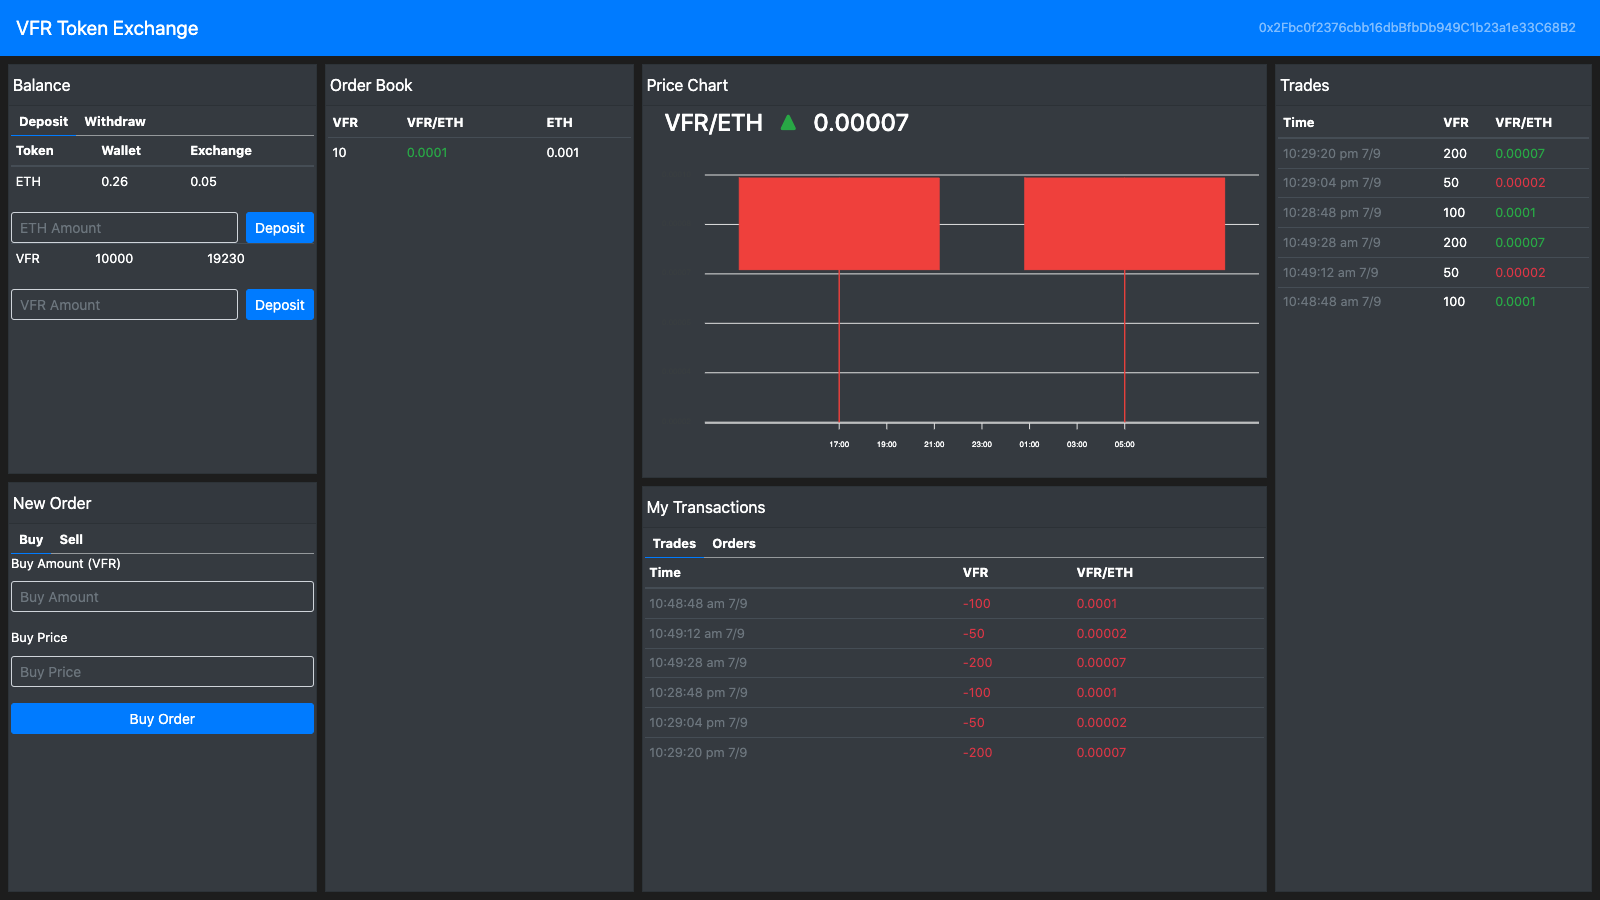 VFR Token Exchange
0x2Fbc0f2376cbb16dbBfbDb949C1b23a1e33C68B2
Balance
Deposit Withdraw
Token Wallet Exchange
ETH 0.26 0.05
ETH Amount Deposit
VFR 10000 19230
VFR Amount Deposit
New Order
Buy Sell
Buy Amount (VFR)
Buy Amount
Buy Price
Buy Price
Buy Order
Order Book
VFR VFR/ETH ETH
10 0.0001 0.001
Price Chart
VFR/ETH ▲ 0.00007
17:00 19:00 21:00 23:00 01:00 03:00 05:00
My Transactions
Trades Orders
Time VFR VFR/ETH
10:48:48 am 7/9 -100 0.0001
10:49:12 am 7/9 -50 0.00002
10:49:28 am 7/9 -200 0.00007
10:28:48 pm 7/9 -100 0.0001
10:29:04 pm 7/9 -50 0.00002
10:29:20 pm 7/9 -200 0.00007
Trades
Time VFR VFR/ETH
10:29:20 pm 7/9 200 0.00007
10:29:04 pm 7/9 50 0.00002
10:28:48 pm 7/9 100 0.0001
10:49:28 am 7/9 200 0.00007
10:49:12 am 7/9 50 0.00002
10:48:48 am 7/9 100 0.0001